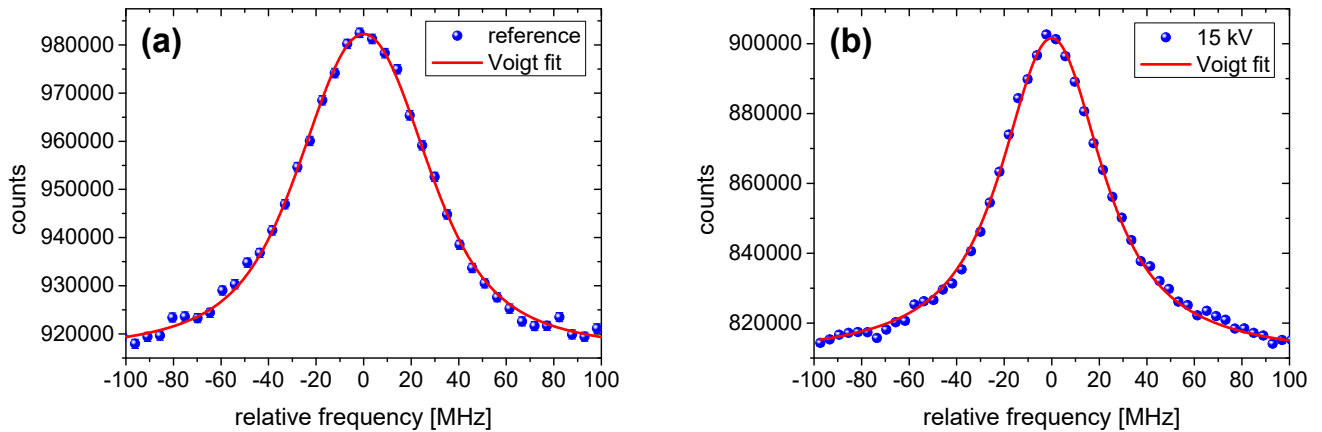 (a)
reference
Voigt fit
980000
970000
960000
950000
940000
930000
920000
counts
-100 -80 -60 -40 -20 0 20 40 60 80 100
relative frequency [MHz]
(b)
15 kV
Voigt fit
900000
880000
860000
840000
820000
counts
-100 -80 -60 -40 -20 0 20 40 60 80 100
relative frequency [MHz]